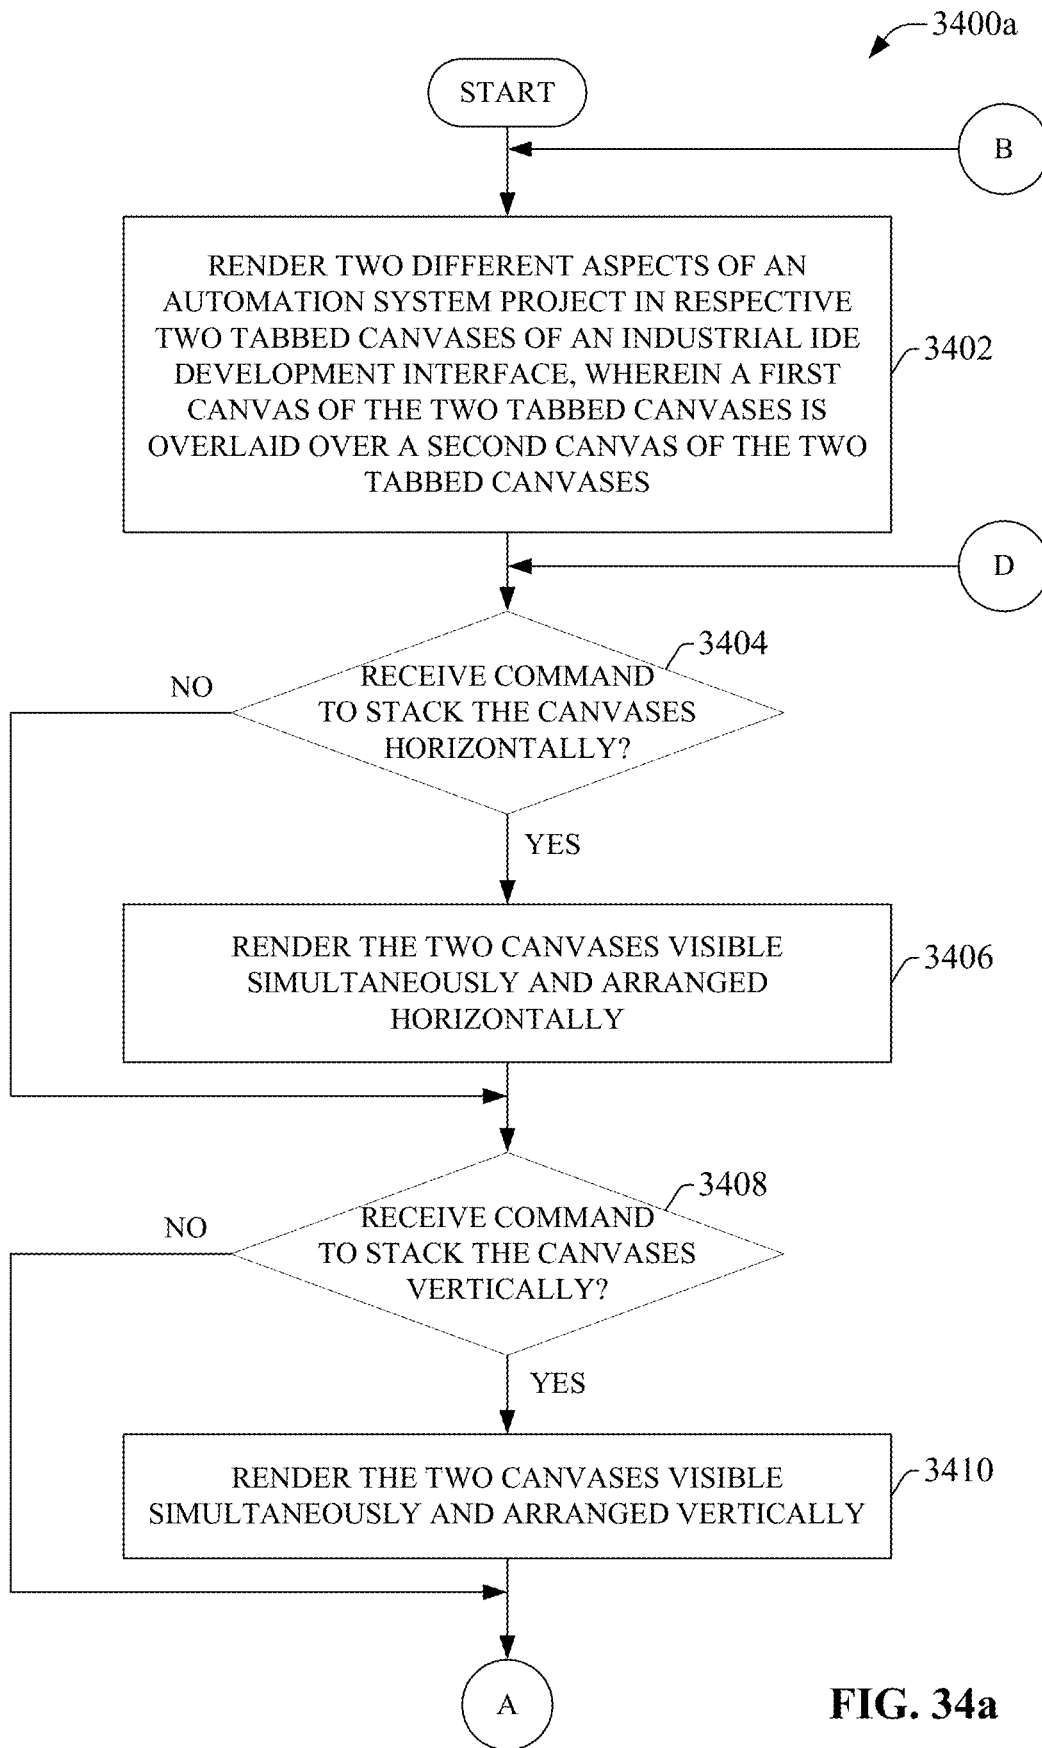 3400a
START
B
RENDER TWO DIFFERENT ASPECTS OF AN
AUTOMATION SYSTEM PROJECT IN RESPECTIVE
TWO TABBED CANVASES OF AN INDUSTRIAL IDE
DEVELOPMENT INTERFACE, WHEREIN A FIRST
CANVAS OF THE TWO TABBED CANVASES IS
OVERLAID OVER A SECOND CANVAS OF THE TWO
TABBED CANVASES
3402
D
3404
RECEIVE COMMAND
TO STACK THE CANVASES
HORIZONTALLY?
NO
YES
RENDER THE TWO CANVASES VISIBLE
SIMULTANEOUSLY AND ARRANGED
HORIZONTALLY
3406
3408
RECEIVE COMMAND
TO STACK THE CANVASES
VERTICALLY?
NO
YES
RENDER THE TWO CANVASES VISIBLE
SIMULTANEOUSLY AND ARRANGED VERTICALLY
3410
A
FIG. 34a